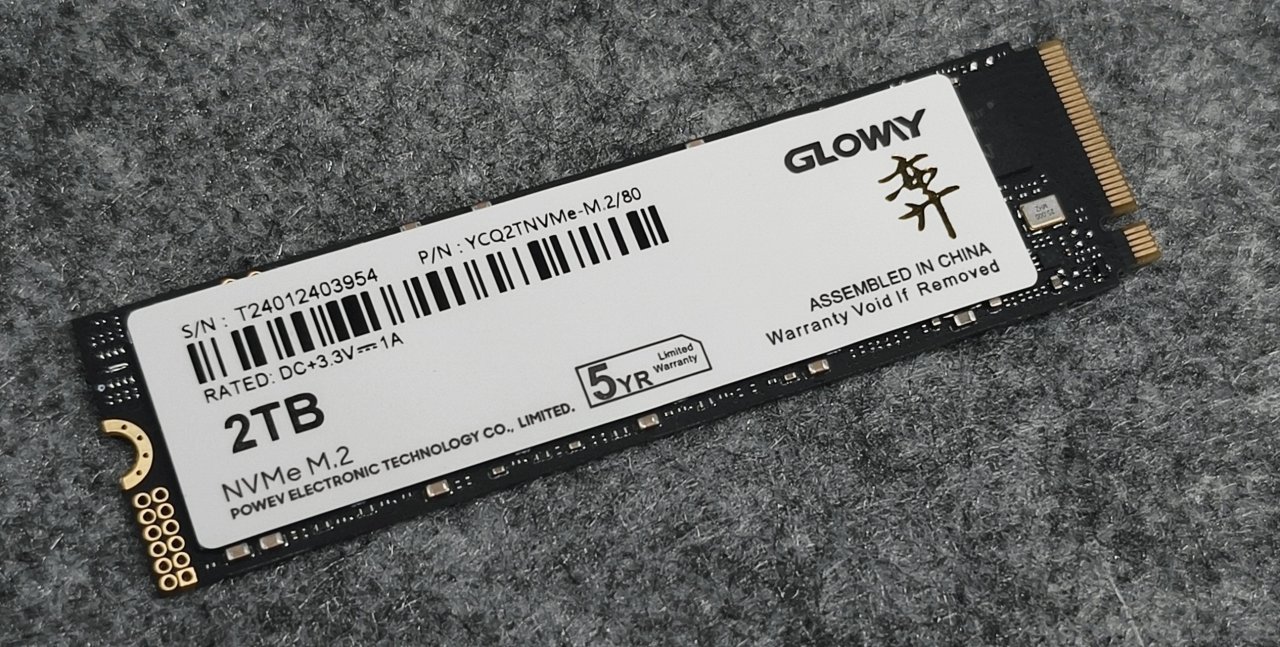 GLOWAY
弈
S/N : T24012403954
P/N : YCQ2TNVMe-M.2/80
RATED: DC+3.3V⎓1A
2TB
NVMe M.2
POWEV ELECTRONIC TECHNOLOGY CO., LIMITED.
5YR
Limited
Warranty
ASSEMBLED IN CHINA
Warranty Void If Removed